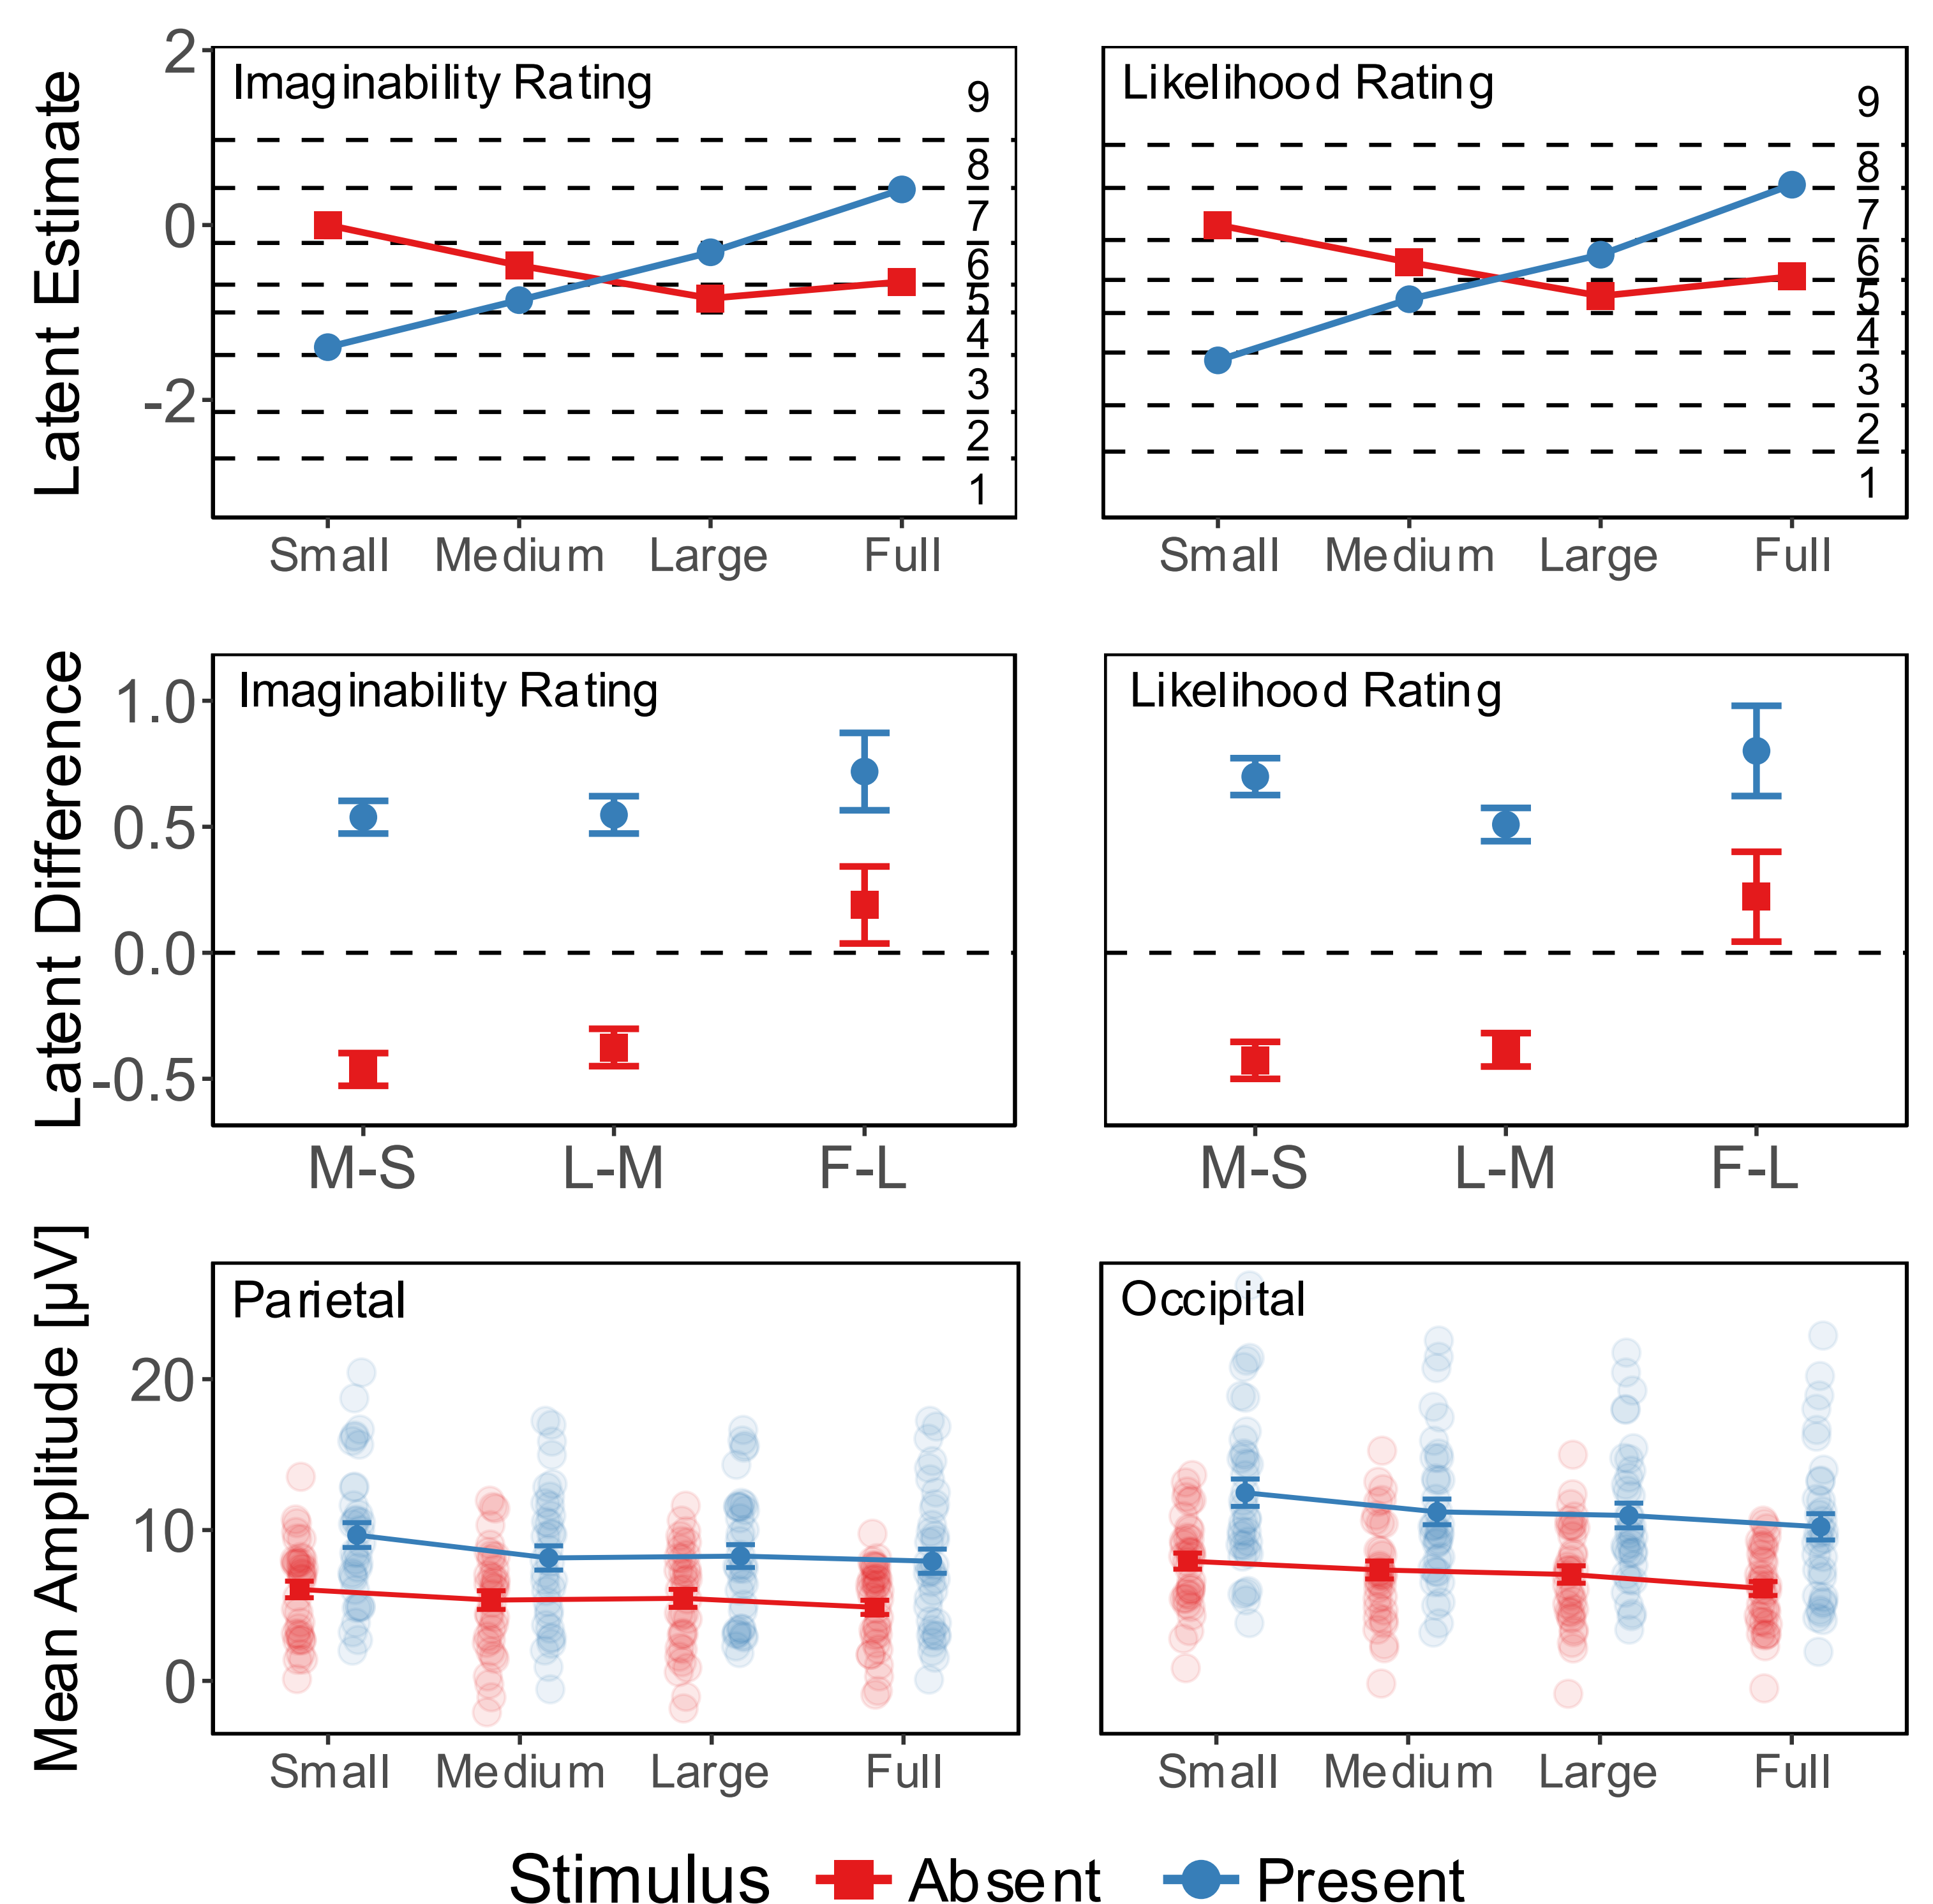 Latent Estimate
2
0
-2
Imaginability Rating
9
8
7
6
5
4
3
2
1
Small Medium Large Full
Likelihood Rating
9
8
7
6
5
4
3
2
1
Small Medium Large Full
Latent Difference
1.0
0.5
0.0
-0.5
Imaginability Rating
M-S L-M F-L
Likelihood Rating
M-S L-M F-L
Mean Amplitude [µV]
20
10
0
Parietal
Small Medium Large Full
Occipital
Small Medium Large Full
Stimulus Absent Present